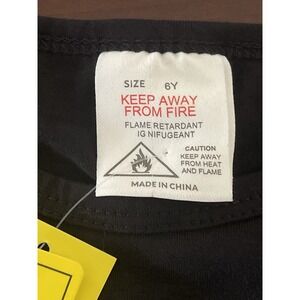 SIZE 6Y
KEEP AWAY
FROM FIRE
FLAME RETARDANT
IG NIFUGEANT
CAUTION
KEEP AWAY
FROM HEAT
AND FLAME
MADE IN CHINA